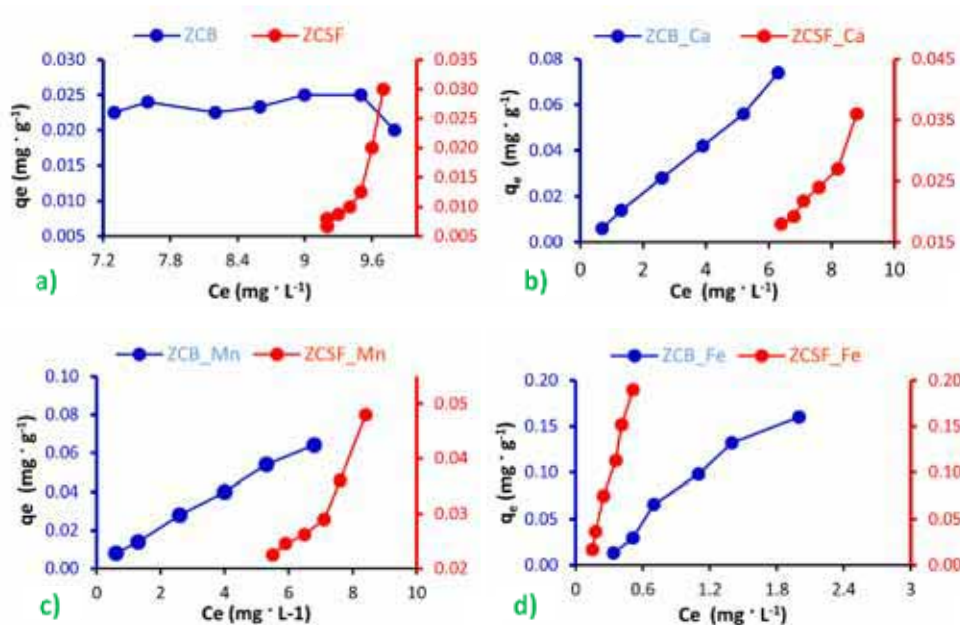 ZCB ZCSF
0.030 0.035
0.025 0.030
0.020 0.025
0.015 0.020
0.010 0.015
0.005 0.010
0.005
7.2 7.8 8.4 9 9.6
qe (mg · g⁻¹)
Ce (mg · L⁻¹)
a)
ZCB_Ca ZCSF_Ca
0.08 0.045
0.06 0.035
0.04 0.025
0.02 0.015
0.00
0 2 4 6 8 10
qₑ (mg · g⁻¹)
Ce (mg · L⁻¹)
b)
ZCB_Mn ZCSF_Mn
0.10 0.05
0.08 0.04
0.06 0.03
0.04 0.02
0.02
0.00
0 2 4 6 8 10
qe (mg · g⁻¹)
Ce (mg · L-1)
c)
ZCB_Fe ZCSF_Fe
0.20 0.20
0.15 0.15
0.10 0.10
0.05 0.05
0.00 0.00
0 0.6 1.2 1.8 2.4 3
qₑ (mg · g⁻¹)
Ce (mg · L⁻¹)
d)